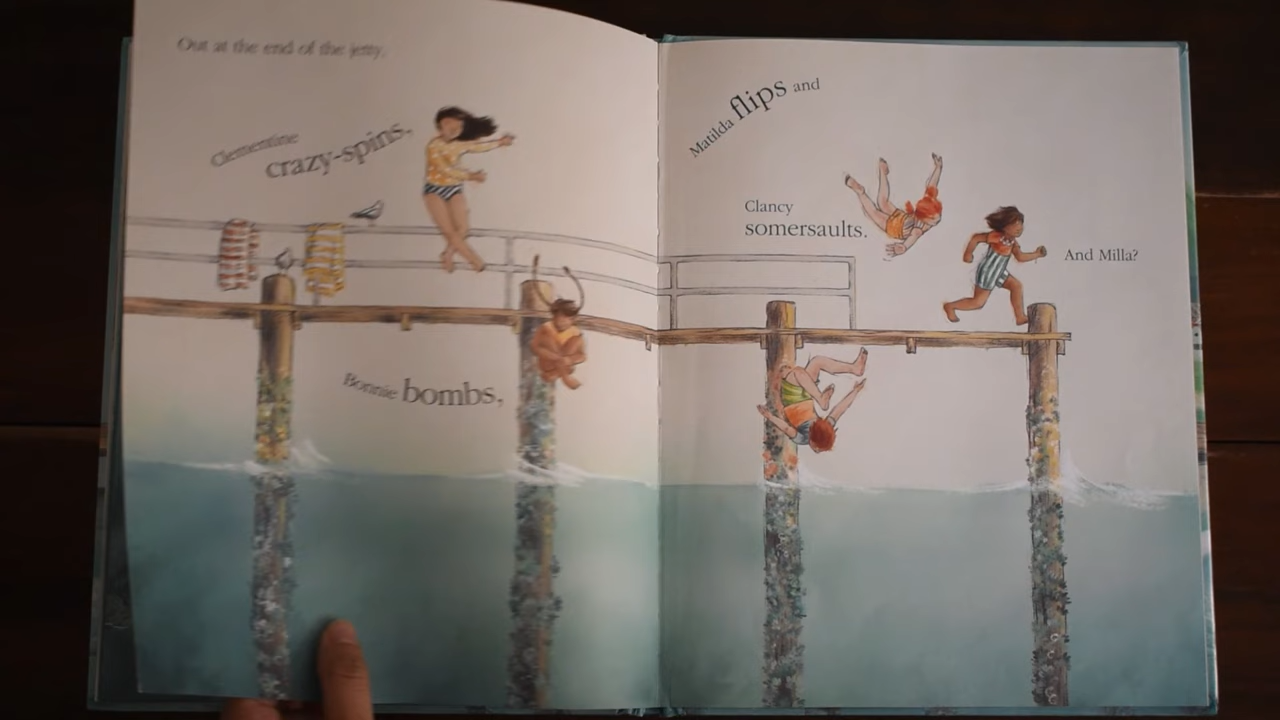 Out at the end of the jetty,
Clementine
crazy-spins,
Bonnie bombs,
Matilda flips and
Clancy
somersaults.
And Milla?